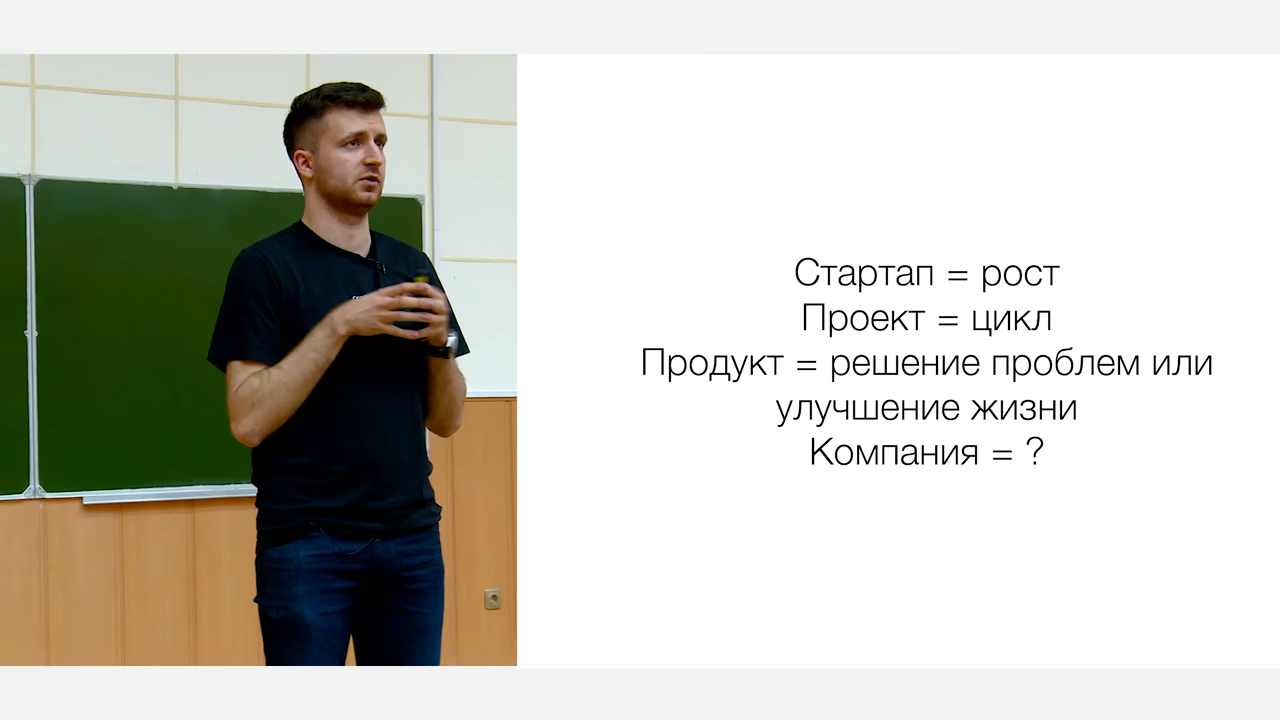 Стартап = рост
Проект = цикл
Продукт = решение проблем или
улучшение жизни
Компания = ?